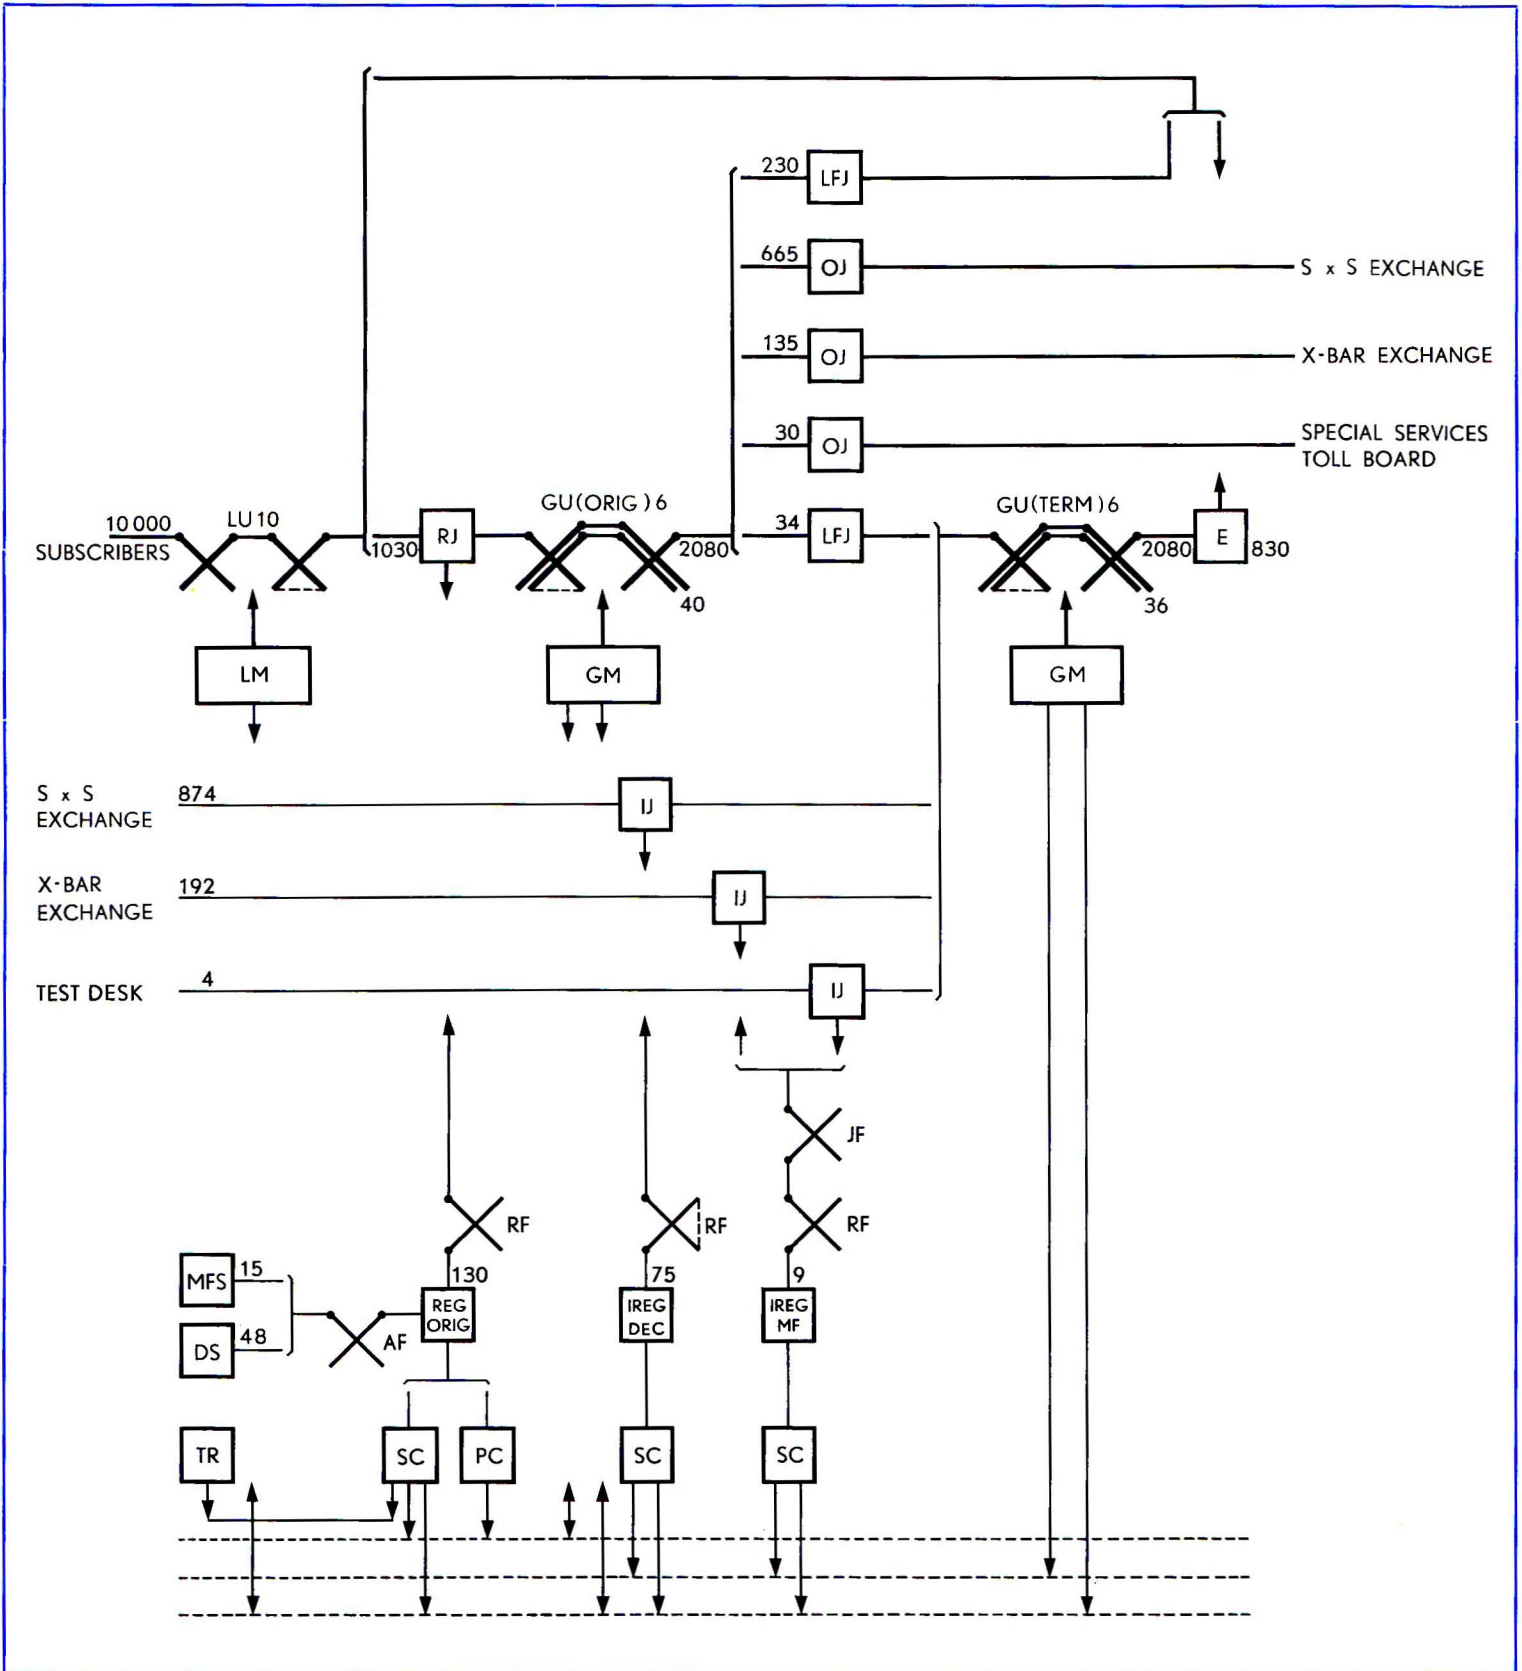 230
LFJ
665
OJ
S x S EXCHANGE
135
OJ
X-BAR EXCHANGE
30
OJ
SPECIAL SERVICES
TOLL BOARD
10 000
SUBSCRIBERS
LU 10
1030
RJ
GU(ORIG) 6
2080
40
34
LFJ
GU(TERM) 6
2080
E
830
36
LM
GM
GM
S x S
EXCHANGE
874
IJ
X-BAR
EXCHANGE
192
IJ
TEST DESK
4
IJ
JF
RF
RF
RF
MFS
15
130
REG
ORIG
75
IREG
DEC
9
IREG
MF
DS
48
AF
TR
SC
PC
SC
SC